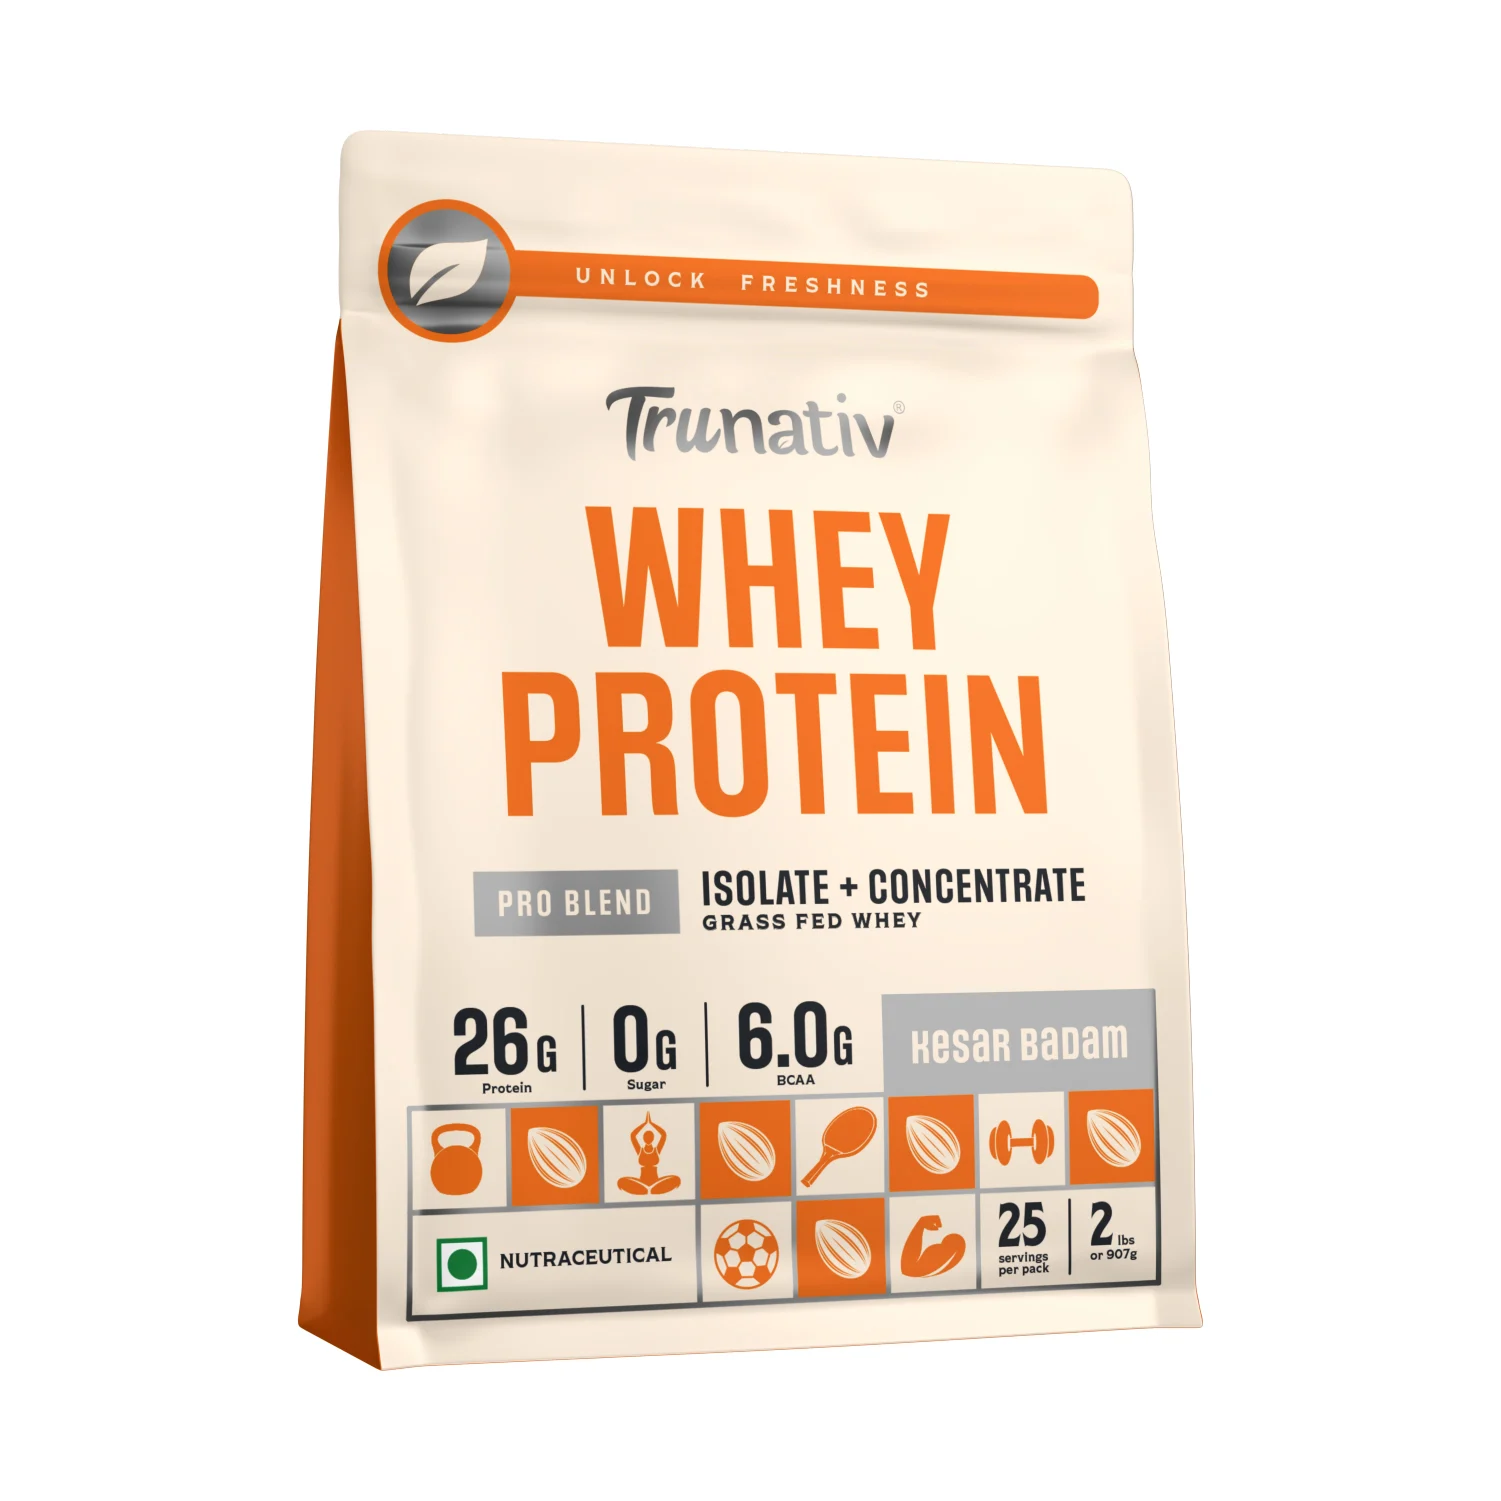 UNLOCK FRESHNESS
Trunativ®
WHEY
PROTEIN
PRO BLEND
ISOLATE + CONCENTRATE
GRASS FED WHEY
26G
Protein
0G
Sugar
6.0G
BCAA
Kesar Badam
NUTRACEUTICAL
25
servings
per pack
2 lbs
or 907g